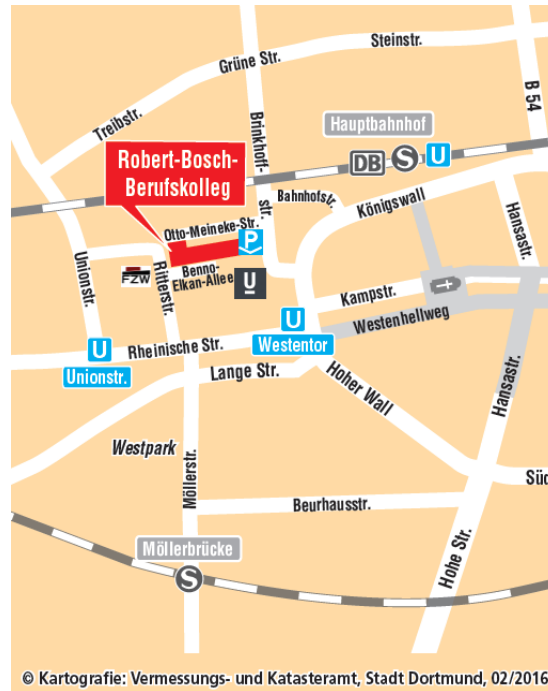 Steinstr.
Grüne Str.
B 54
Treibstr.
Brinkhoff-
str.
Hauptbahnhof
DB S U
Robert-Bosch-
Berufskolleg
Bahnhofstr.
Königswall
Otto-Meineke-Str.
P
Hansastr.
Unionstr.
Ritterstr.
Benno-
Elkan-Allee
U
FZW
Kampstr.
U
Westentor
Westenhellweg
Rheinische Str.
U
Unionstr.
Lange Str.
Hoher Wall
Hansastr.
Westpark
Möllerstr.
Süd
Beurhausstr.
Hohe Str.
Möllerbrücke
S
© Kartografie: Vermessungs- und Katasteramt, Stadt Dortmund, 02/2016